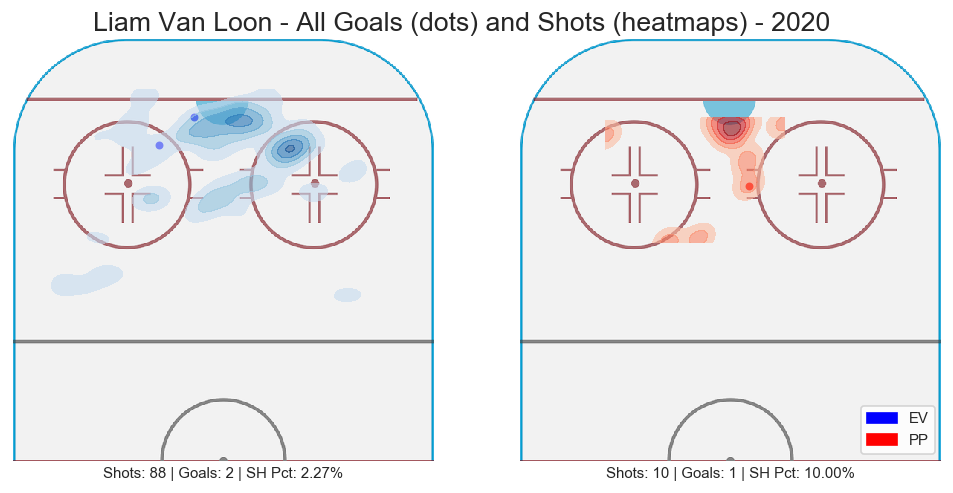 Liam Van Loon - All Goals (dots) and Shots (heatmaps) - 2020
EV
PP
Shots: 88 | Goals: 2 | SH Pct: 2.27%
Shots: 10 | Goals: 1 | SH Pct: 10.00%